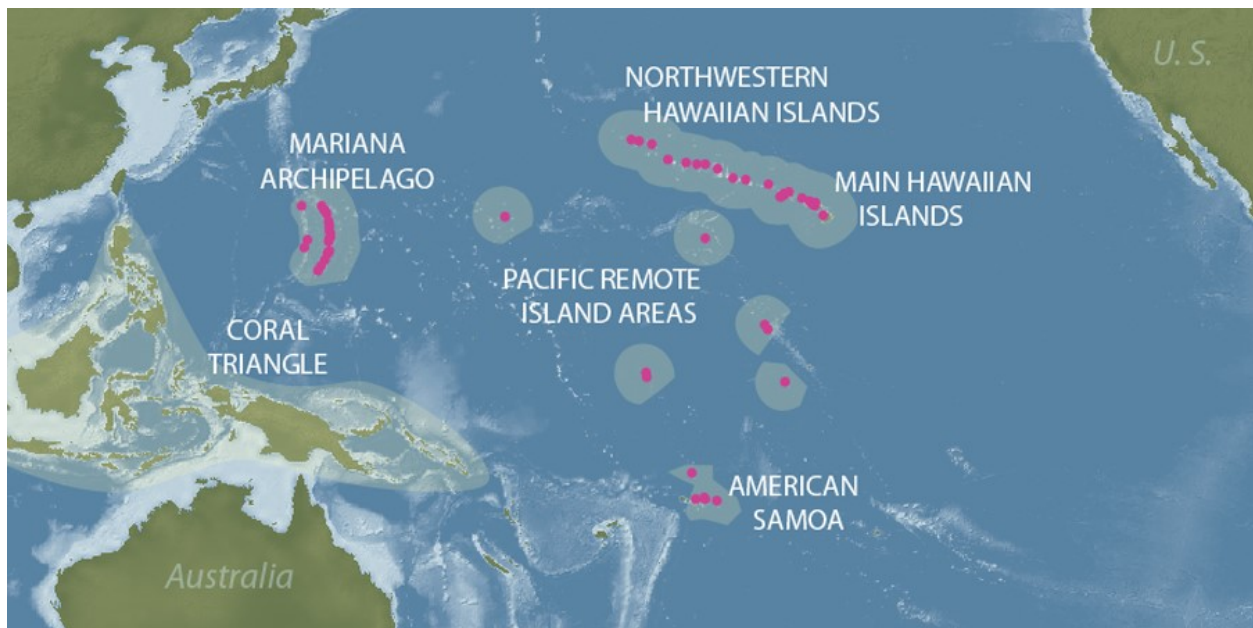 U. S.
NORTHWESTERN
HAWAIIAN ISLANDS
MARIANA
ARCHIPELAGO
MAIN HAWAIIAN
ISLANDS
PACIFIC REMOTE
ISLAND AREAS
CORAL
TRIANGLE
AMERICAN
SAMOA
Australia